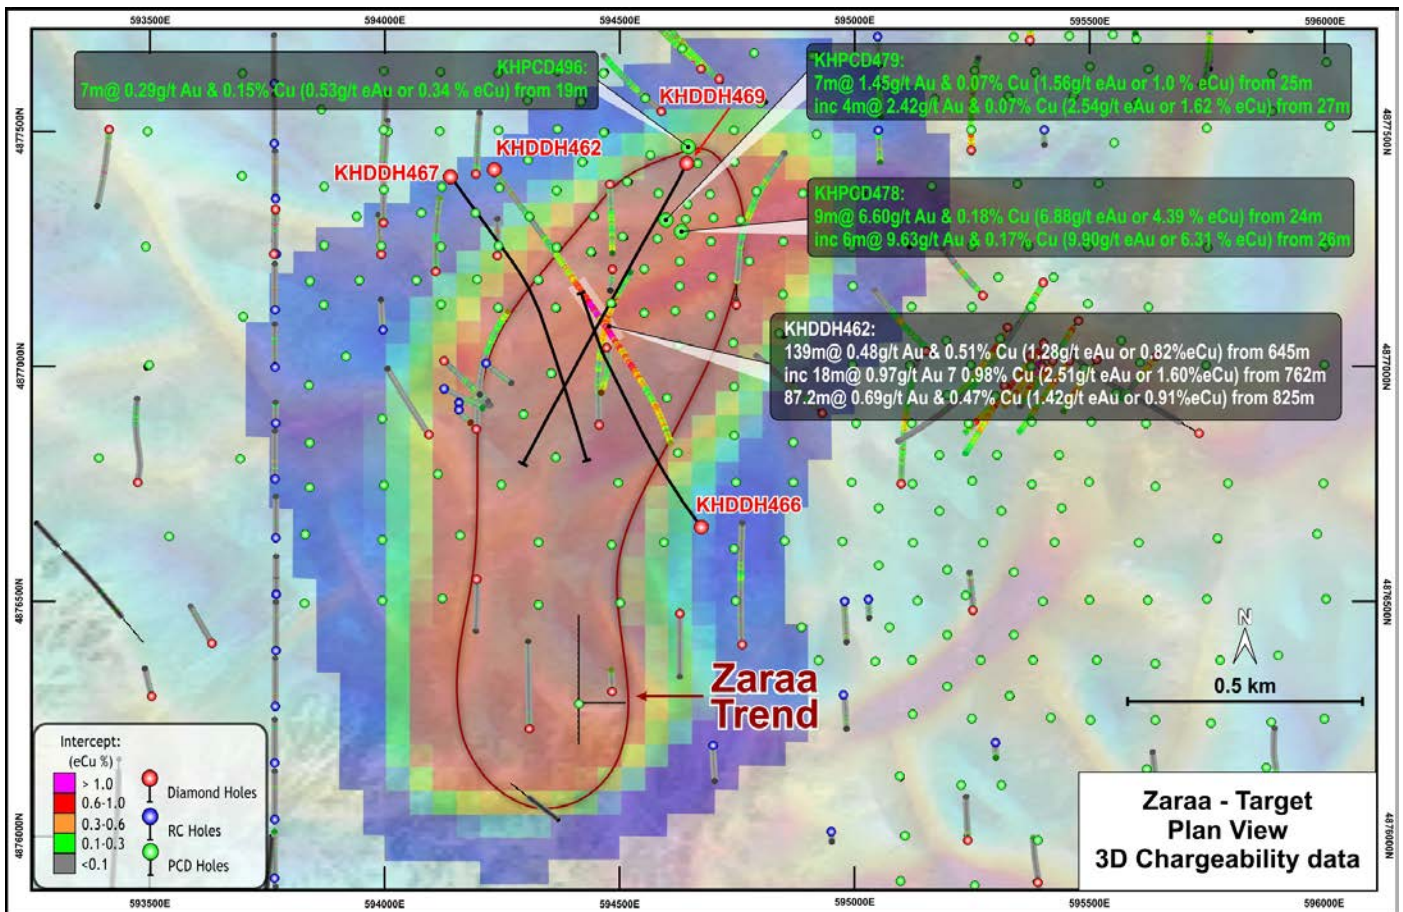 593500E
594000E
594500E
595000E
595500E
596000E
KHPCD496:
7m@ 0.29g/t Au & 0.15% Cu (0.53g/t eAu or 0.34 % eCu) from 19m
KHPCD479:
7m@ 1.45g/t Au & 0.07% Cu (1.56g/t eAu or 1.0 % eCu) from 25m
inc 4m@ 2.42g/t Au & 0.07% Cu (2.54g/t eAu or 1.62 % eCu) from 27m
KHDDH469
4877500N
4877500N
KHDDH462
KHDDH467
KHPCD478:
9m@ 6.60g/t Au & 0.18% Cu (6.88g/t eAu or 4.39 % eCu) from 24m
inc 6m@ 9.63g/t Au & 0.17% Cu (9.90g/t eAu or 6.31 % eCu) from 26m
KHDDH462:
139m@ 0.48g/t Au & 0.51% Cu (1.28g/t eAu or 0.82%eCu) from 645m
inc 18m@ 0.97g/t Au 7 0.98% Cu (2.51g/t eAu or 1.60%eCu) from 762m
87.2m@ 0.69g/t Au & 0.47% Cu (1.42g/t eAu or 0.91%eCu) from 825m
4877000N
4877000N
KHDDH466
4876500N
4876500N
N
0.5 km
Zaraa
Trend
Intercept:
(eCu %)
> 1.0
0.6-1.0
0.3-0.6
0.1-0.3
<0.1
Diamond Holes
RC Holes
PCD Holes
4876000N
4876000N
Zaraa - Target
Plan View
3D Chargeability data
593500E
594000E
594500E
595000E
595500E
596000E